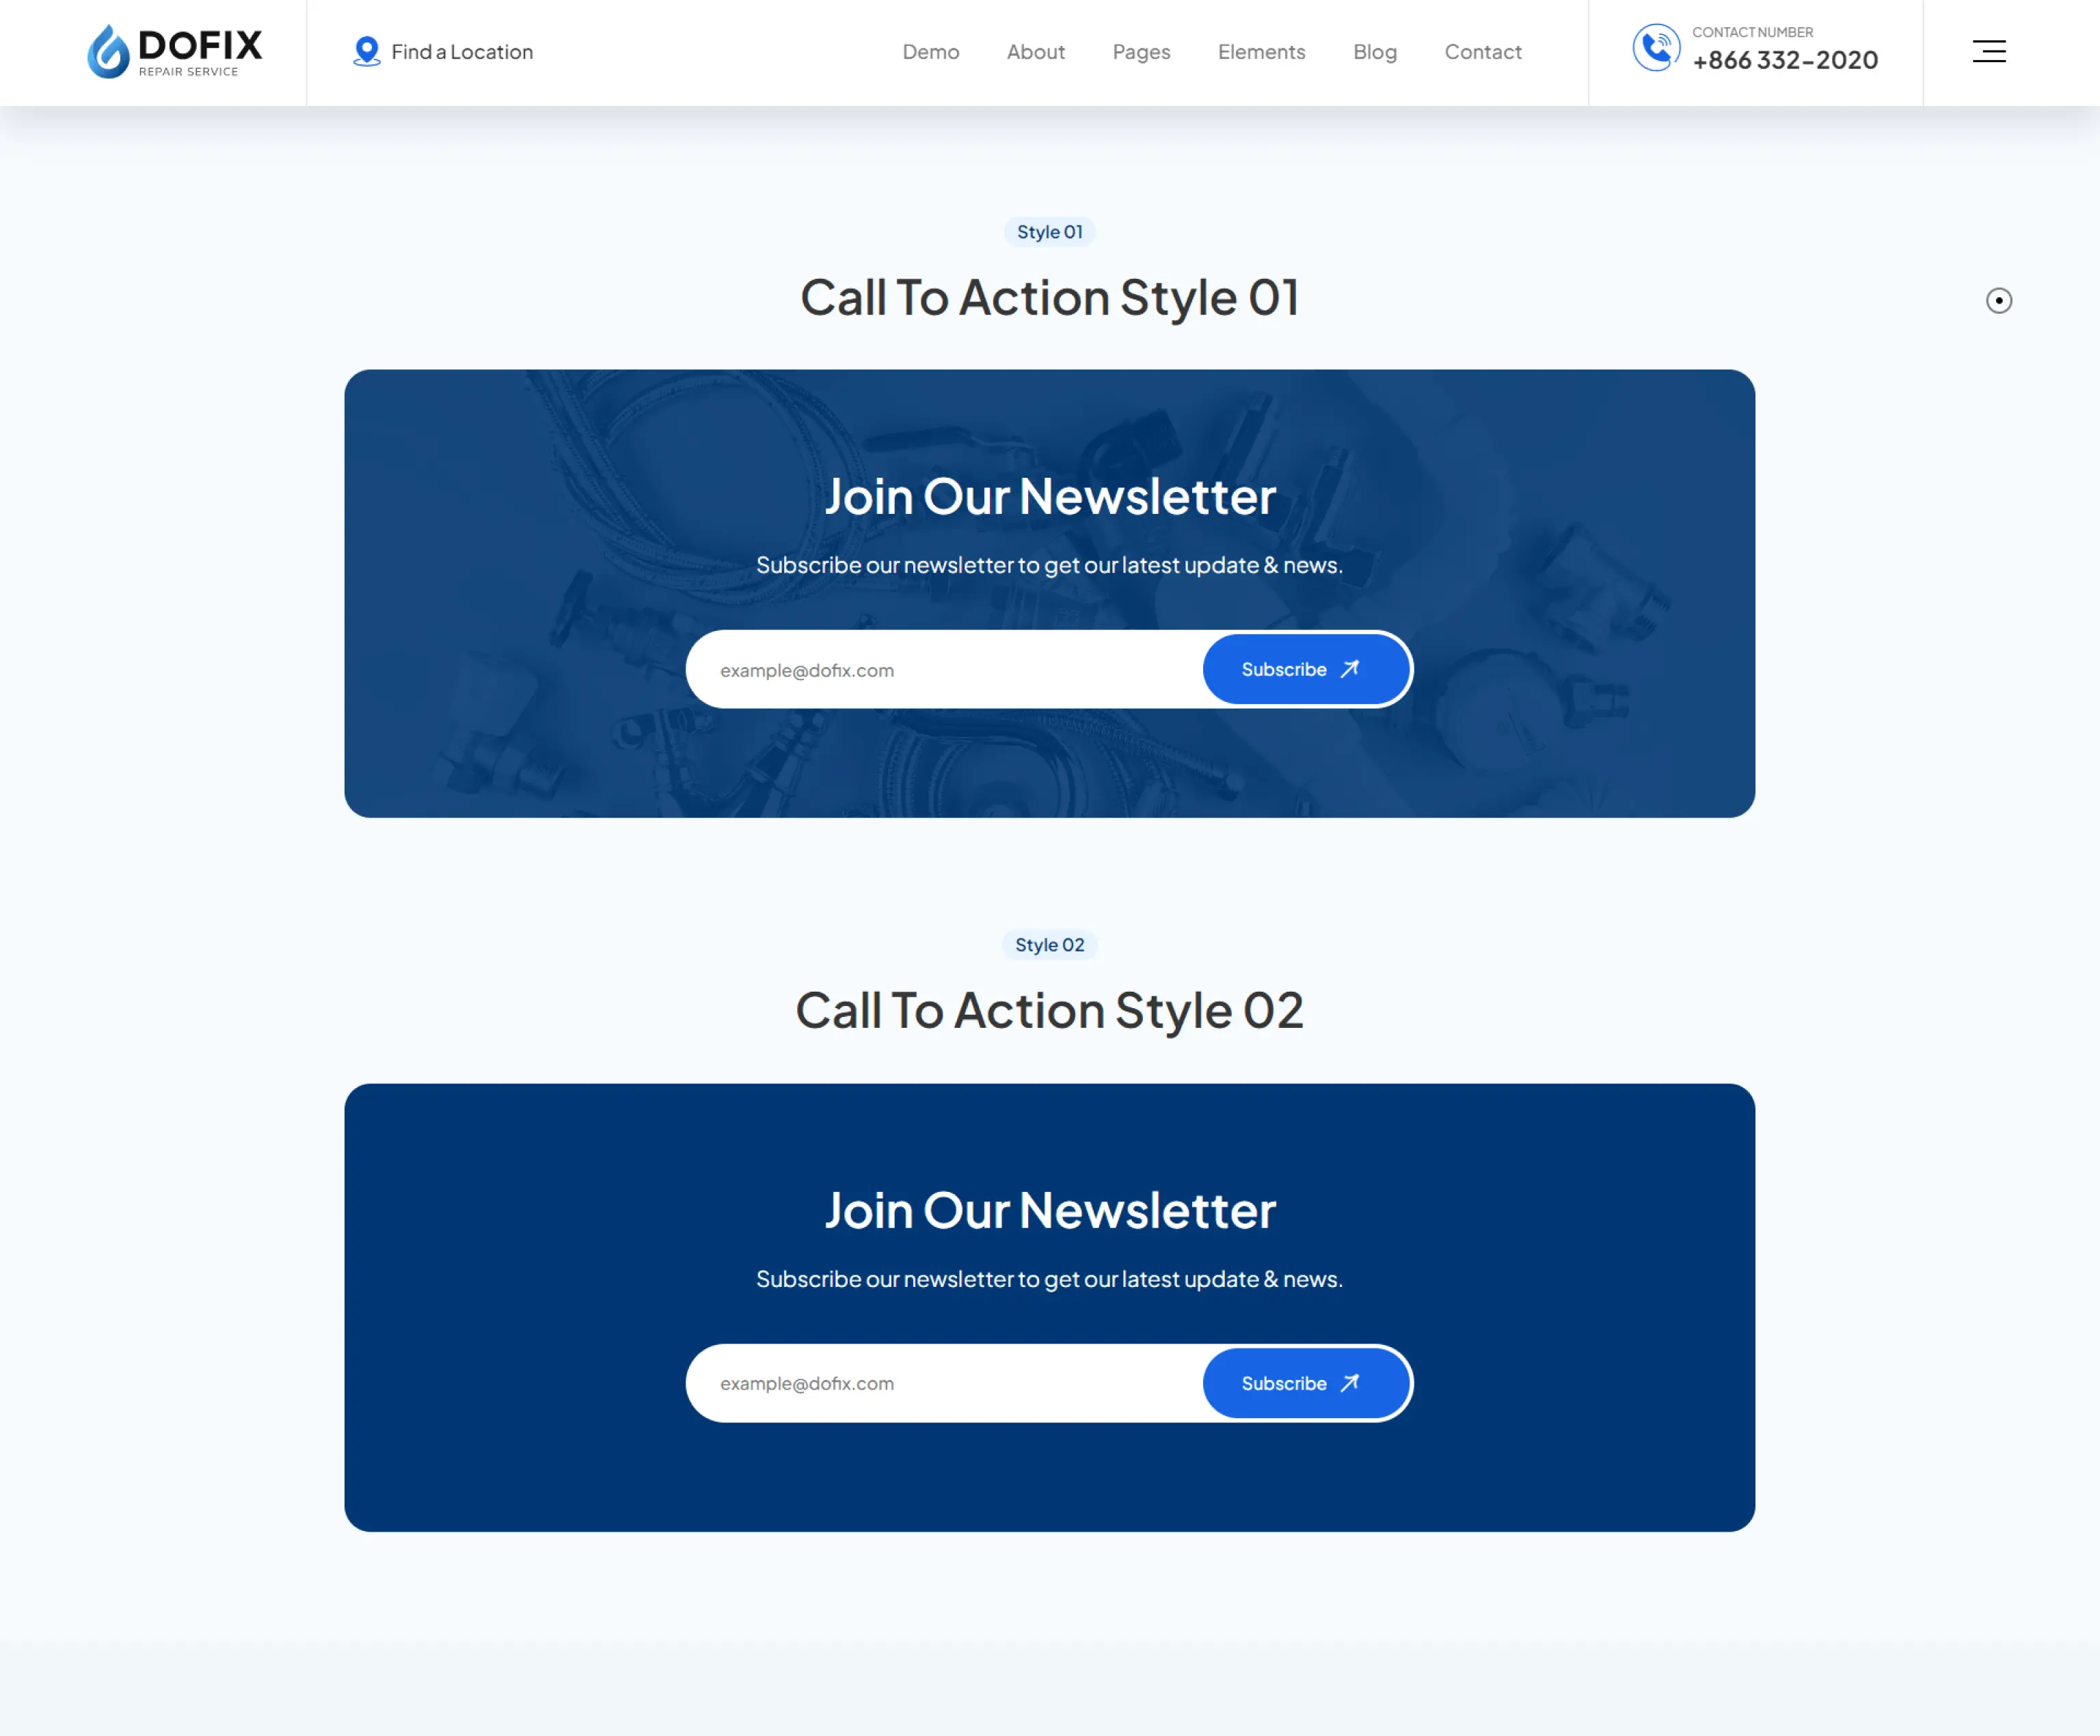 DOFIX
REPAIR SERVICE
Find a Location
Demo
About
Pages
Elements
Blog
Contact
CONTACT NUMBER
+866 332-2020
Style 01
Call To Action Style 01
Join Our Newsletter
Subscribe our newsletter to get our latest update & news.
example@dofix.com
Subscribe
Style 02
Call To Action Style 02
Join Our Newsletter
Subscribe our newsletter to get our latest update & news.
example@dofix.com
Subscribe